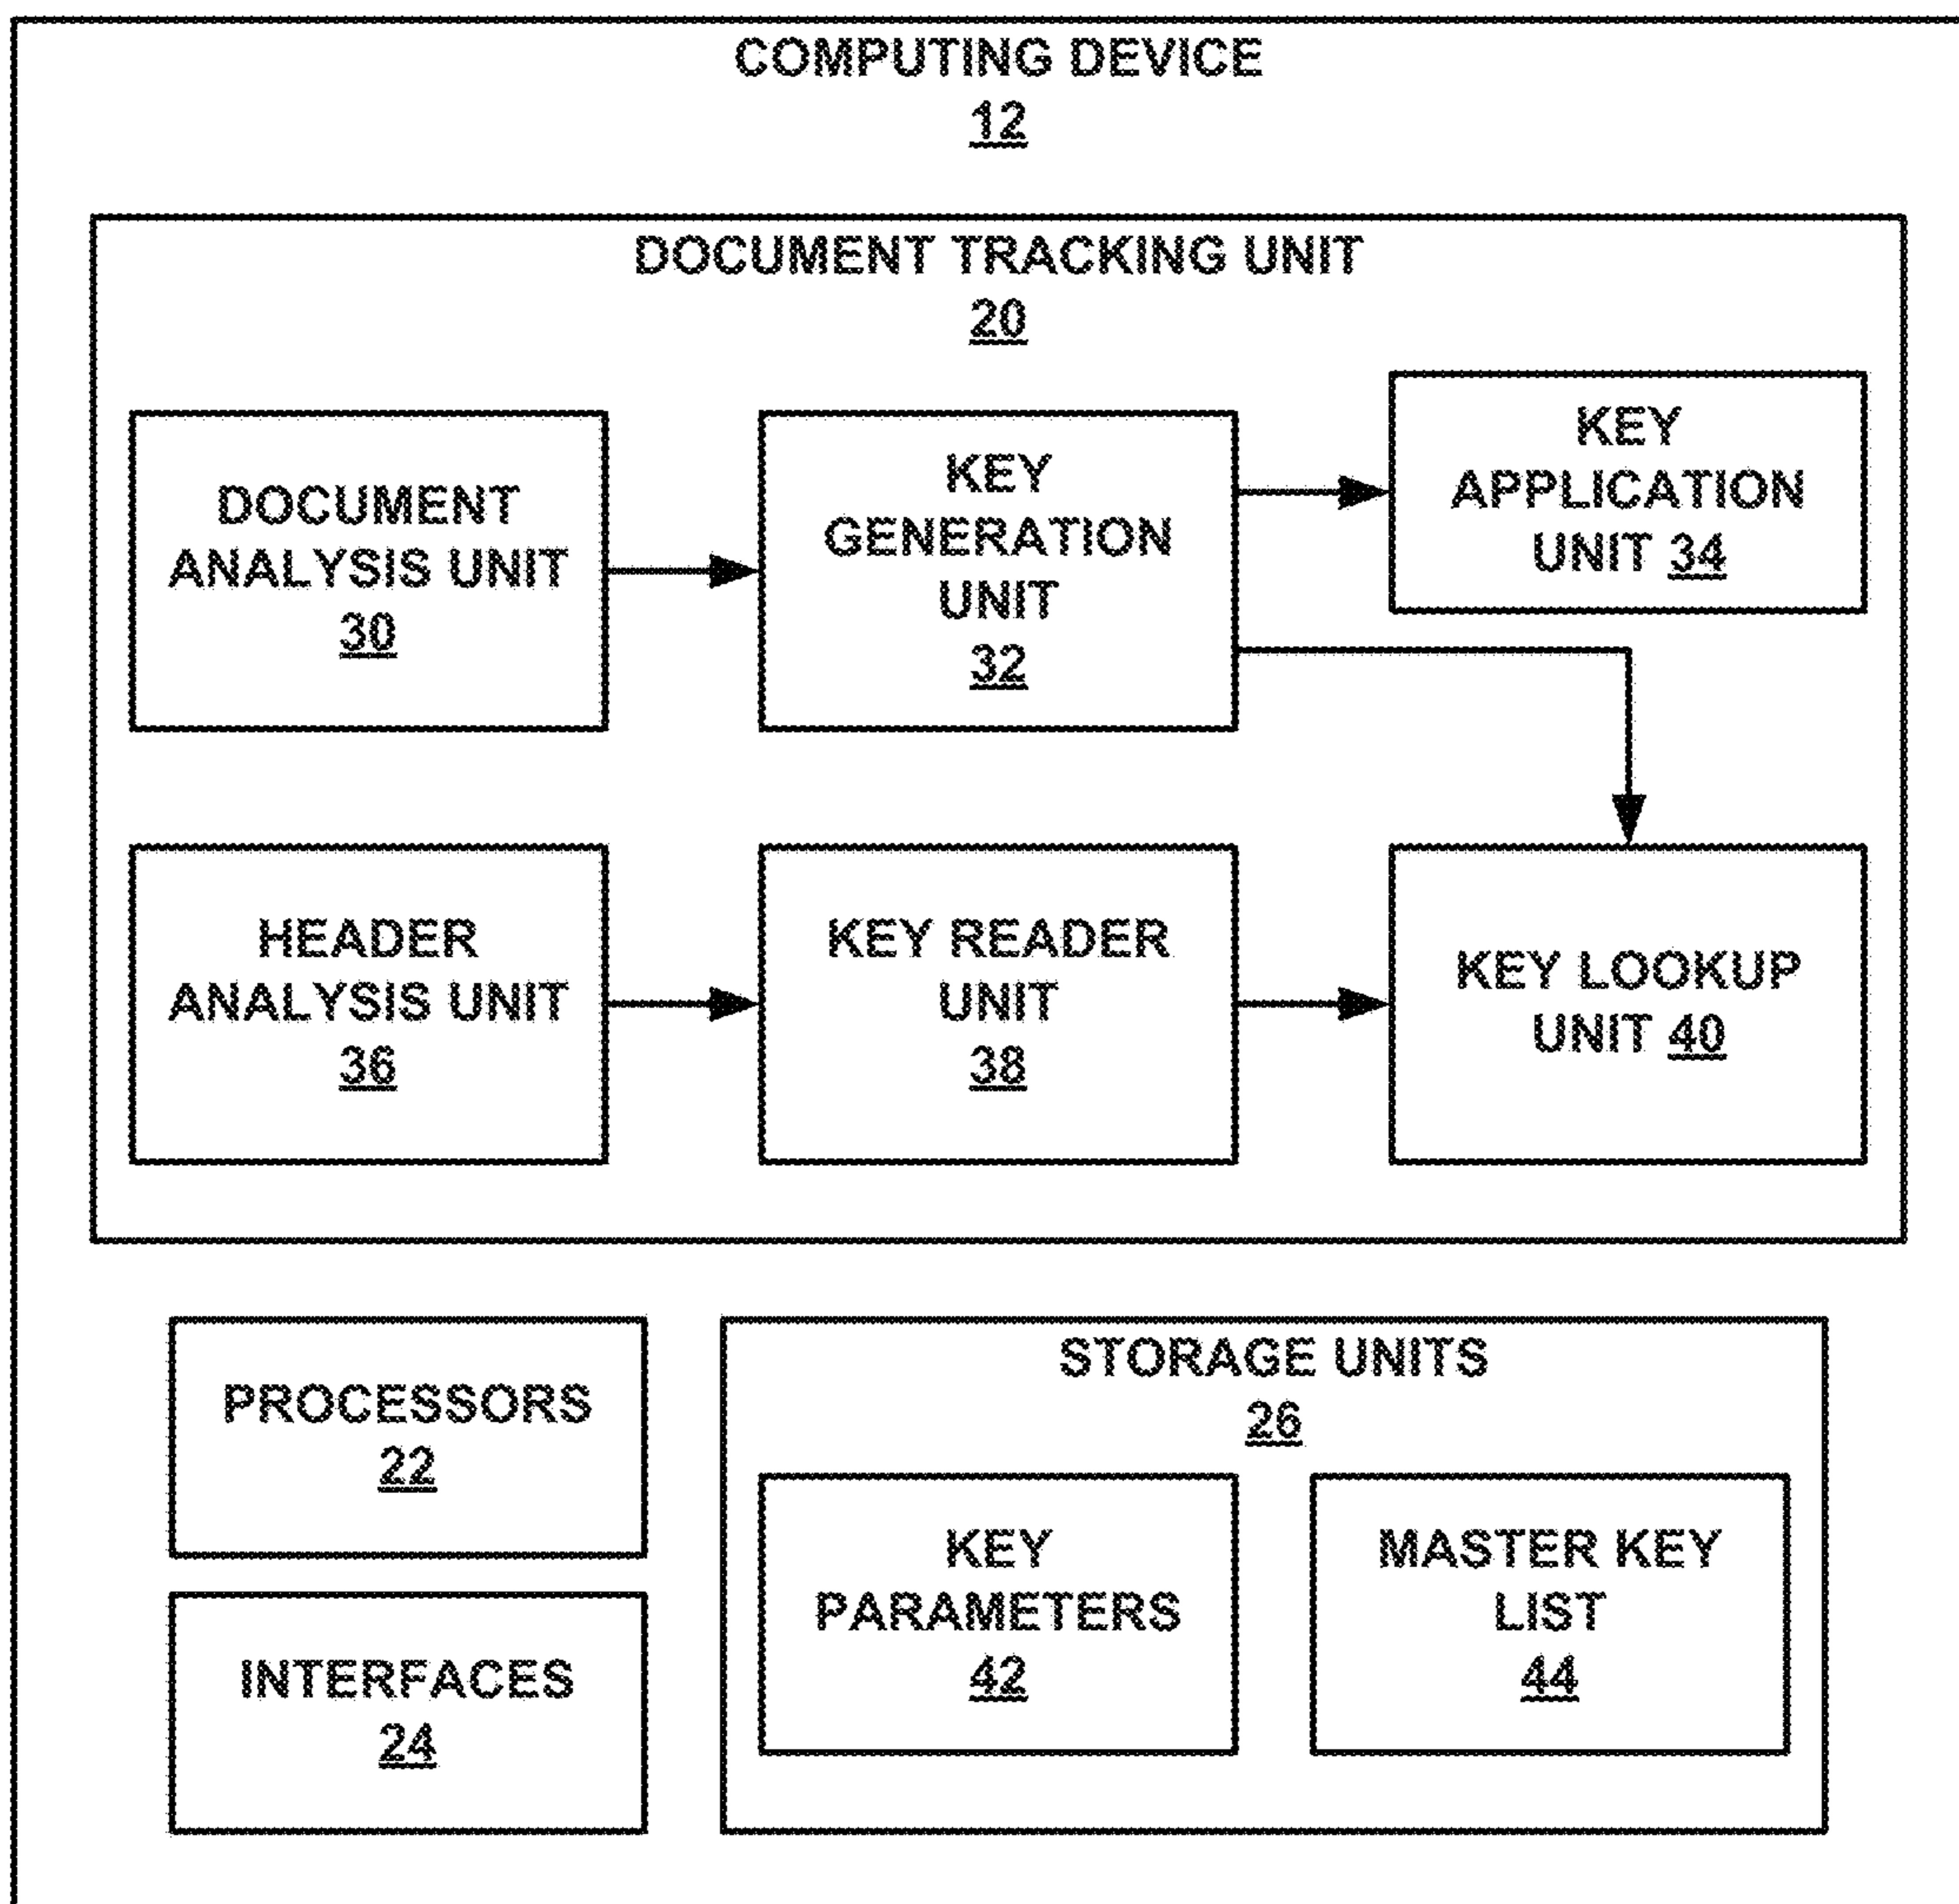 COMPUTING DEVICE
12
DOCUMENT TRACKING UNIT
20
DOCUMENT
ANALYSIS UNIT
30
KEY
GENERATION
UNIT
32
KEY
APPLICATION
UNIT 34
HEADER
ANALYSIS UNIT
36
KEY READER
UNIT
38
KEY LOOKUP
UNIT 40
PROCESSORS
22
INTERFACES
24
STORAGE UNITS
26
KEY
PARAMETERS
42
MASTER KEY
LIST
44